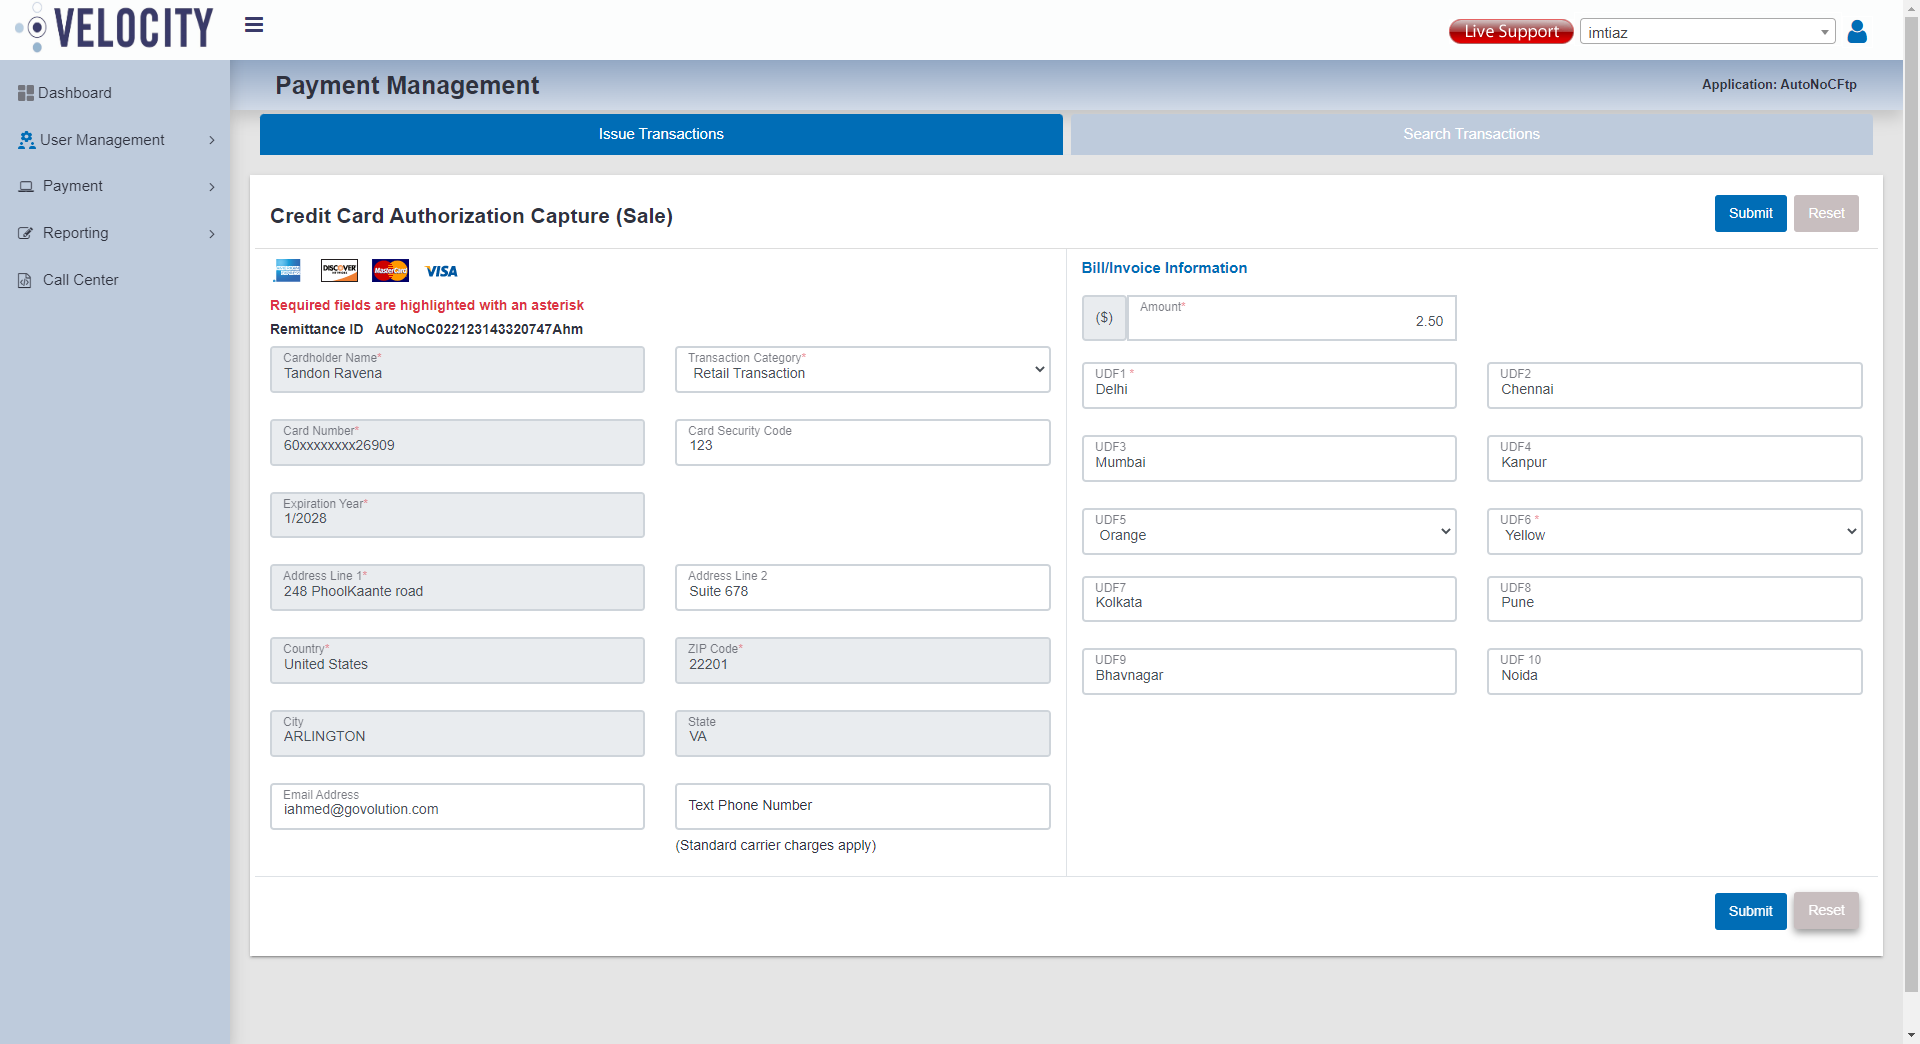 VELOCITY
Live Support
imtiaz
Dashboard
User Management
Payment
Reporting
Call Center
Payment Management
Application: AutoNoCFtp
Issue Transactions
Search Transactions
Credit Card Authorization Capture (Sale)
Submit
Reset
DISCOVER
MasterCard
VISA
Required fields are highlighted with an asterisk
Remittance ID AutoNoC022123143320747Ahm
Cardholder Name*
Tandon Ravena
Transaction Category*
Retail Transaction
Card Number*
60xxxxxxxx26909
Card Security Code
123
Expiration Year*
1/2028
Address Line 1*
248 PhoolKaante road
Address Line 2
Suite 678
Country*
United States
ZIP Code*
22201
City
ARLINGTON
State
VA
Email Address
iahmed@govolution.com
Text Phone Number
(Standard carrier charges apply)
Bill/Invoice Information
($)
Amount*
2.50
UDF1 *
Delhi
UDF2
Chennai
UDF3
Mumbai
UDF4
Kanpur
UDF5
Orange
UDF6 *
Yellow
UDF7
Kolkata
UDF8
Pune
UDF9
Bhavnagar
UDF 10
Noida
Submit
Reset